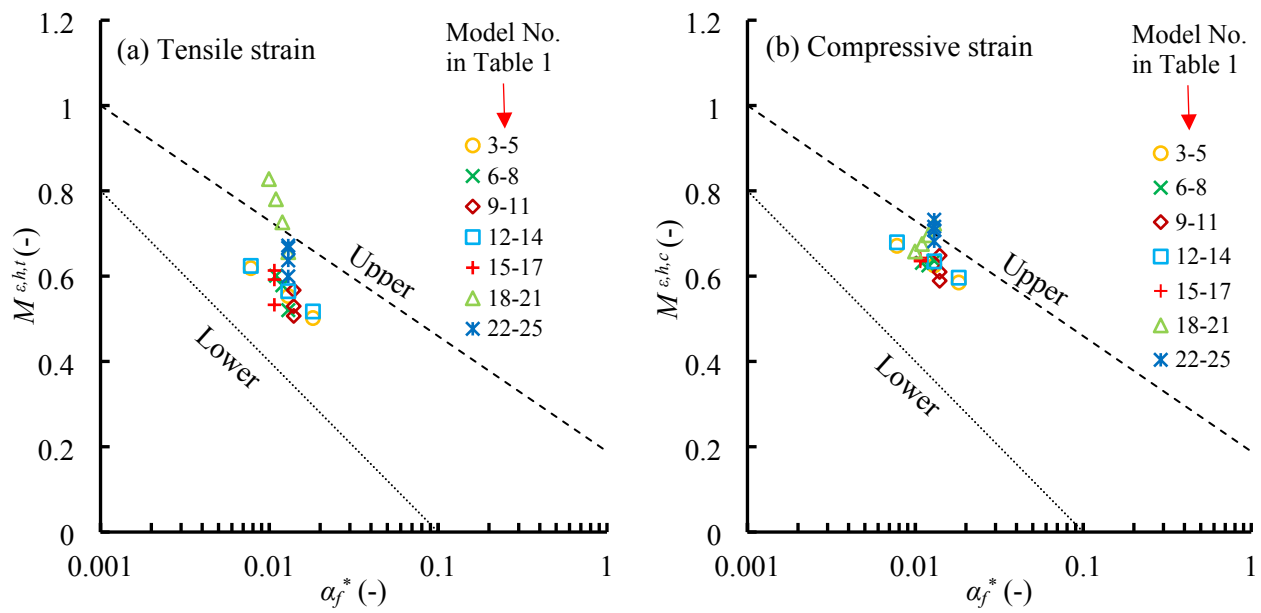 (a) Tensile strain
Model No.
in Table 1
3-5
6-8
9-11
12-14
15-17
18-21
22-25
Upper
Lower
M ε,h,t (-)
1.2
1
0.8
0.6
0.4
0.2
0
0.001
0.01
0.1
1
αf* (-)
(b) Compressive strain
Model No.
in Table 1
3-5
6-8
9-11
12-14
15-17
18-21
22-25
Upper
Lower
M ε,h,c (-)
1.2
1
0.8
0.6
0.4
0.2
0
0.001
0.01
0.1
1
αf* (-)